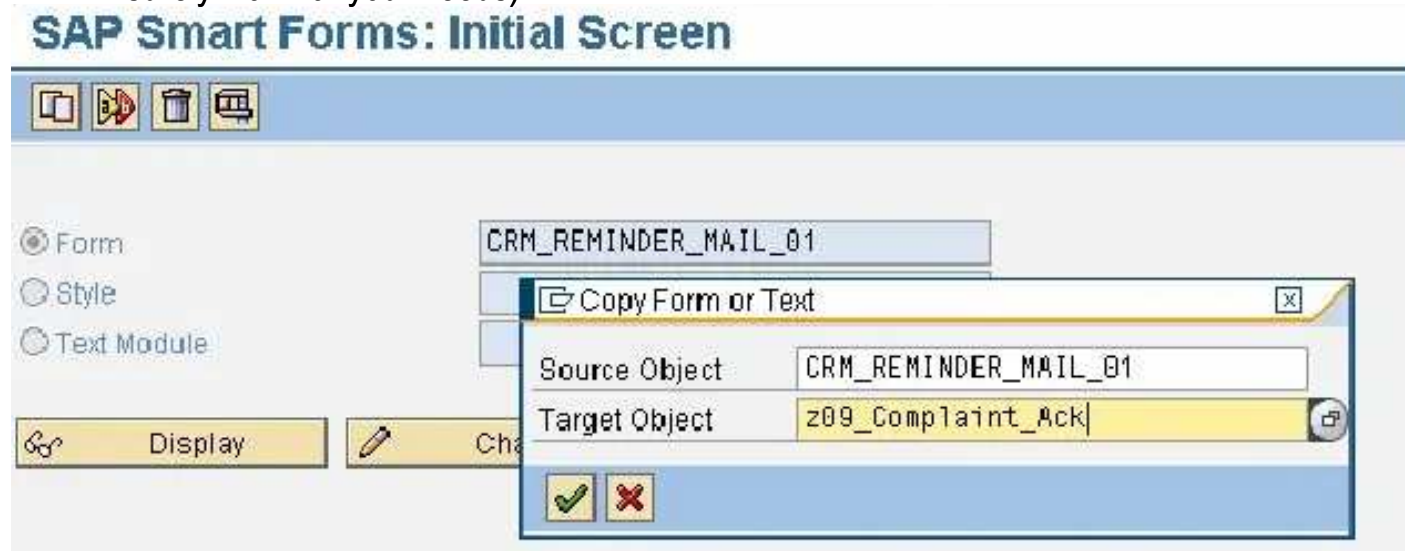 SAP Smart Forms: Initial Screen
Form
CRM_REMINDER_MAIL_01
Style
Copy Form or Text
Text Module
Source Object
CRM_REMINDER_MAIL_01
Target Object
z09_Complaint_Ack
Display
Cha